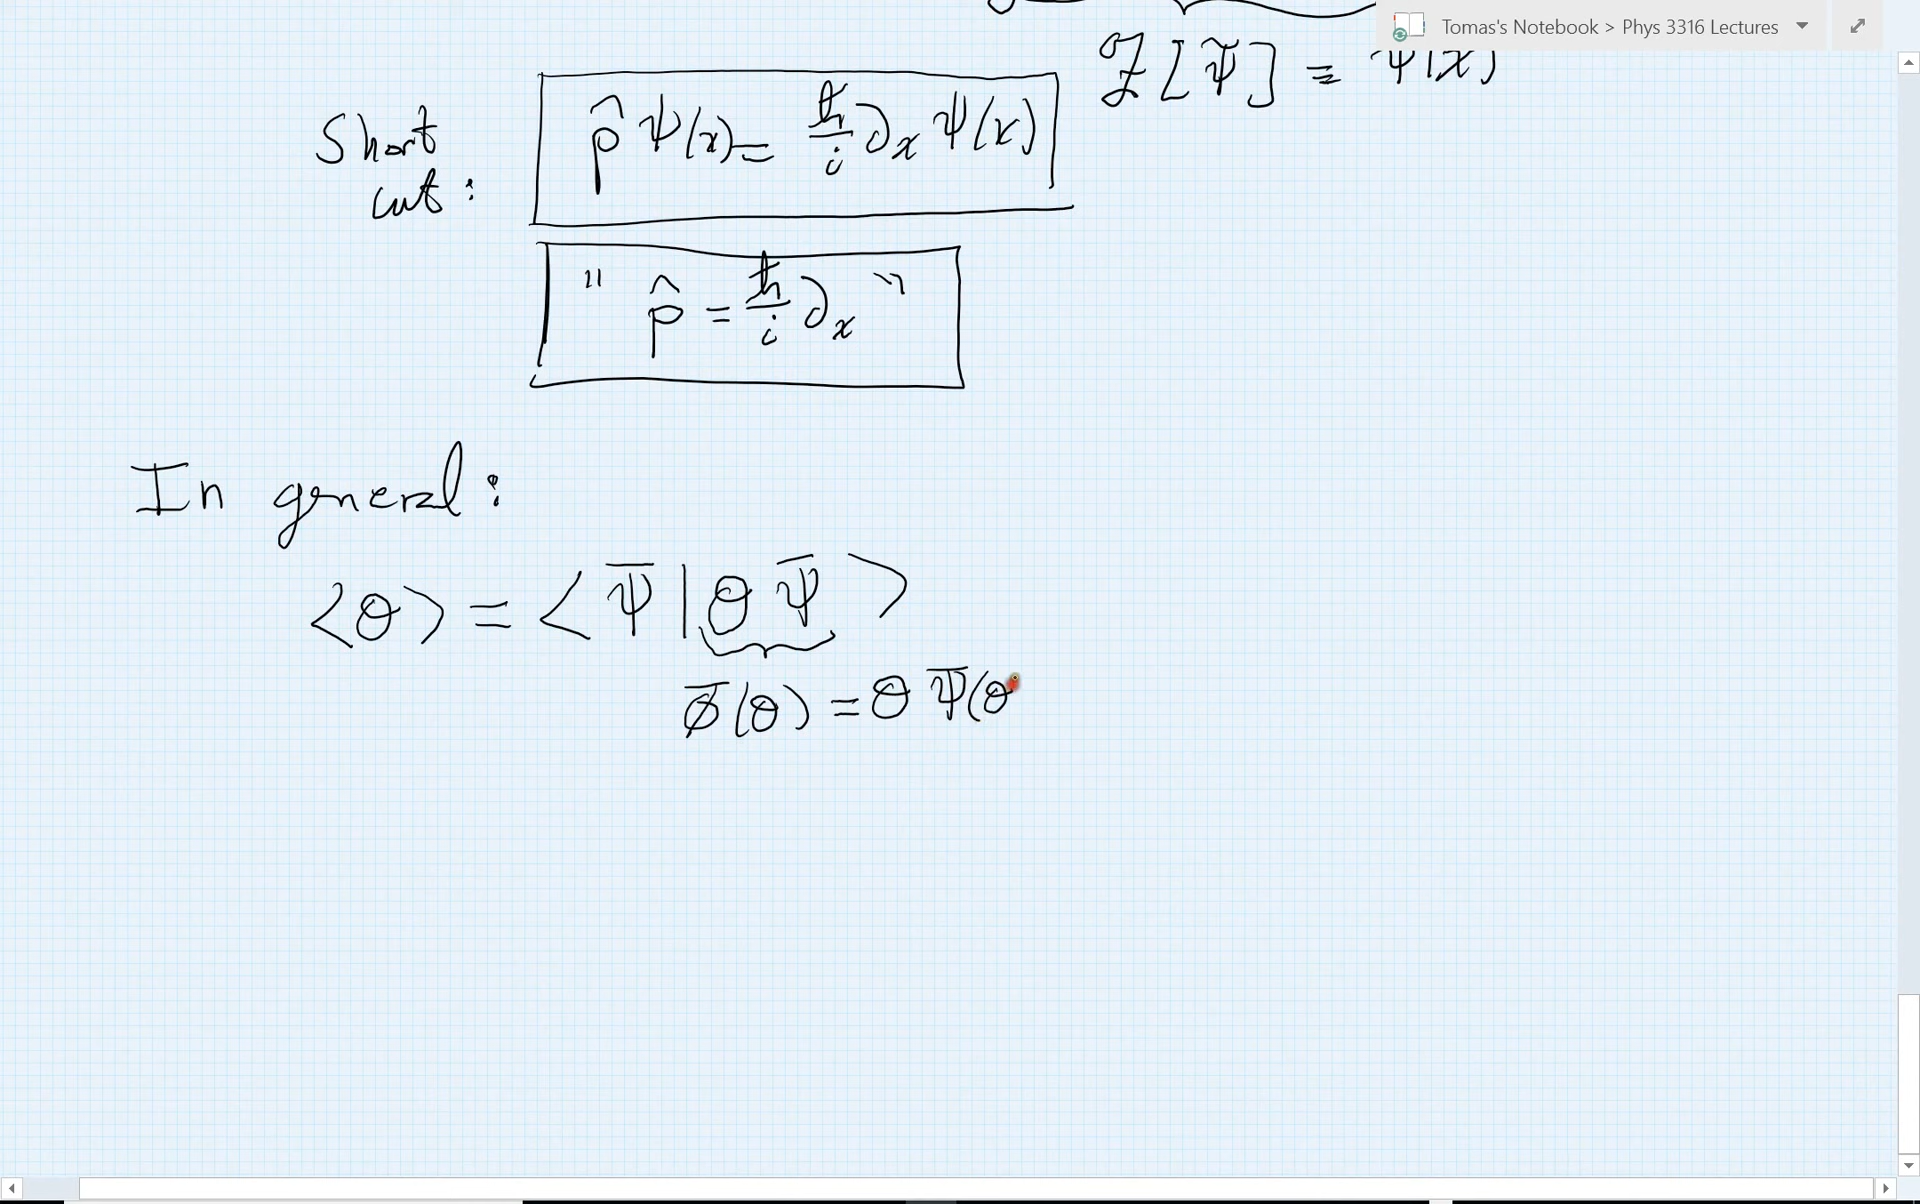 Tomas's Notebook > Phys 3316 Lectures
ℱ[Ψ̃] = Ψ(x)
Short cut:
p̂ Ψ(x) = ħ/i ∂ₓ Ψ(x)
" p̂ = ħ/i ∂ₓ "
In general:
<θ> = < Ψ̄ | θ Ψ̄ >
φ̄(θ) = θ Ψ̄(θ